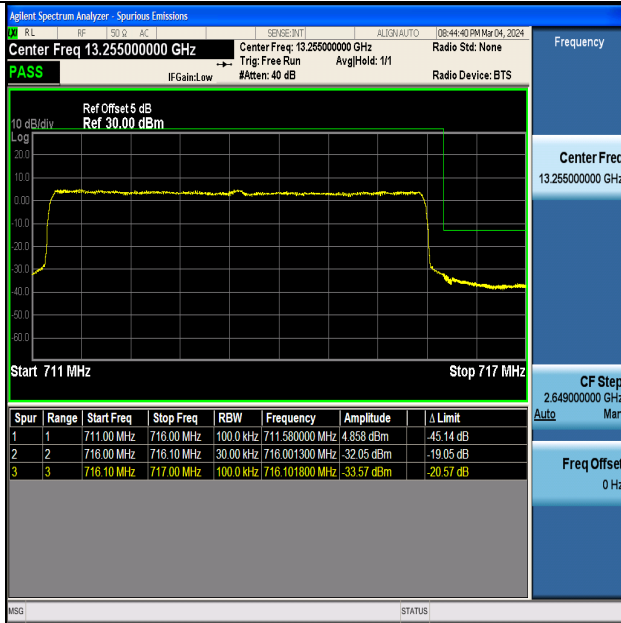 Agilent Spectrum Analyzer - Spurious Emissions
RL RF 50 Ω AC SENSE:INT ALIGN AUTO 08:44:40 PM Mar 04, 2024
Center Freq 13.255000000 GHz Center Freq: 13.255000000 GHz Radio Std: None
Trig: Free Run Avg|Hold: 1/1
PASS IFGain:Low #Atten: 40 dB Radio Device: BTS
Frequency
Ref Offset 5 dB
10 dB/div Ref 30.00 dBm
Log
20.0
10.0
0.00
-10.0
-20.0
-30.0
-40.0
-50.0
-60.0
Start 711 MHz Stop 717 MHz
Spur Range Start Freq Stop Freq RBW Frequency Amplitude Δ Limit
1 1 711.00 MHz 716.00 MHz 100.0 kHz 711.580000 MHz 4.858 dBm -45.14 dB
2 2 716.00 MHz 716.10 MHz 30.00 kHz 716.001300 MHz -32.05 dBm -19.05 dB
3 3 716.10 MHz 717.00 MHz 100.0 kHz 716.101800 MHz -33.57 dBm -20.57 dB
Center Freq
13.255000000 GHz
CF Step
2.649000000 GHz
Auto Man
Freq Offset
0 Hz
MSG STATUS